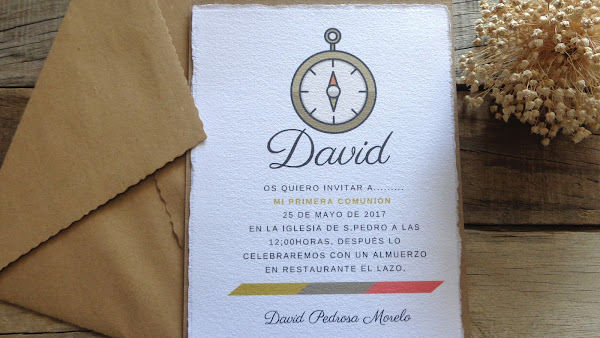 David
OS QUIERO INVITAR A.........
MI PRIMERA COMUNIÓN
25 DE MAYO DE 2017
EN LA IGLESIA DE S.PEDRO A LAS
12;00HORAS, DESPUÉS LO
CELEBRAREMOS CON UN ALMUERZO
EN RESTAURANTE EL LAZO.
David Pedrosa Morelo